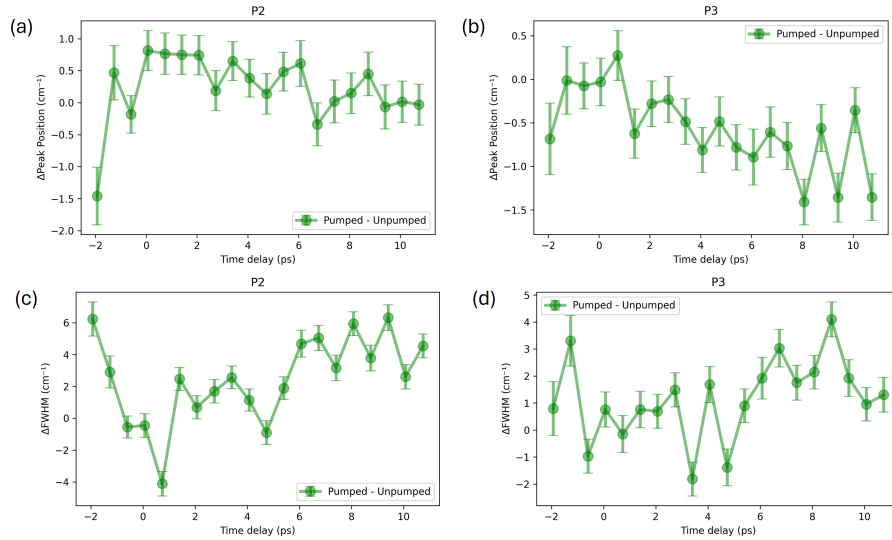 (a)
P2
1.0
0.5
0.0
−0.5
−1.0
−1.5
−2.0
ΔPeak Position (cm⁻¹)
Pumped - Unpumped
−2 0 2 4 6 8 10
Time delay (ps)
(b)
P3
0.5
0.0
−0.5
−1.0
−1.5
ΔPeak Position (cm⁻¹)
Pumped - Unpumped
−2 0 2 4 6 8 10
Time delay (ps)
(c)
P2
6
4
2
0
−2
−4
ΔFWHM (cm⁻¹)
Pumped - Unpumped
−2 0 2 4 6 8 10
Time delay (ps)
(d)
P3
5
4
3
2
1
0
−1
−2
ΔFWHM (cm⁻¹)
Pumped - Unpumped
−2 0 2 4 6 8 10
Time delay (ps)